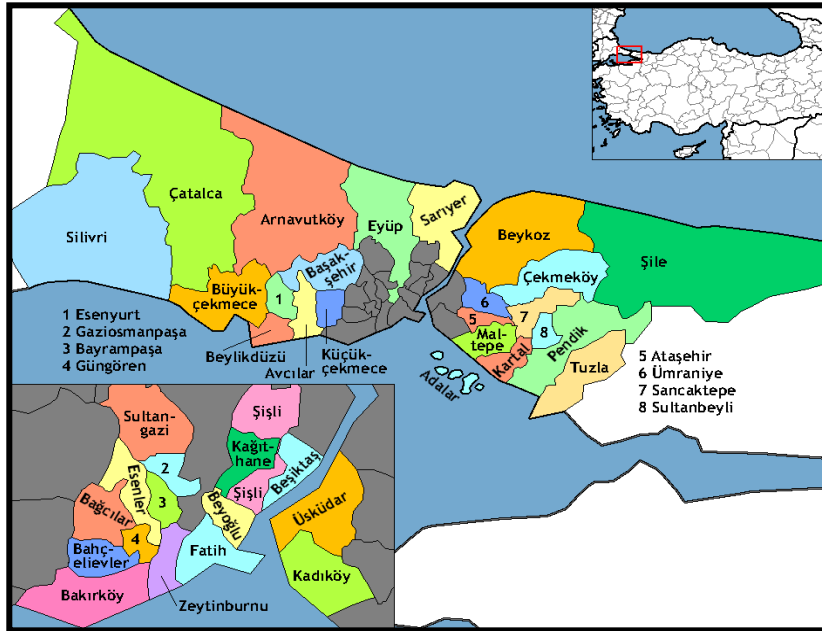 Çatalca
Silivri
Arnavutköy
Eyüp
Sarıyer
Başak-
şehir
Büyük-
çekmece
1
Beylikdüzü
Avcılar
Küçük-
çekmece
1 Esenyurt
2 Gaziosmanpaşa
3 Bayrampaşa
4 Güngören
Beykoz
Şile
Çekmeköy
6
5
7
8
Mal-
tepe
Kartal
Pendik
Tuzla
Adalar
5 Ataşehir
6 Ümraniye
7 Sancaktepe
8 Sultanbeyli
Sultan-
gazi
Şişli
Kağıt-
hane
Beşiktaş
Şişli
2
Esenler
3
Bağcılar
4
Bahç-
elievler
Beyoğlu
Fatih
Bakırköy
Zeytinburnu
Üsküdar
Kadıköy